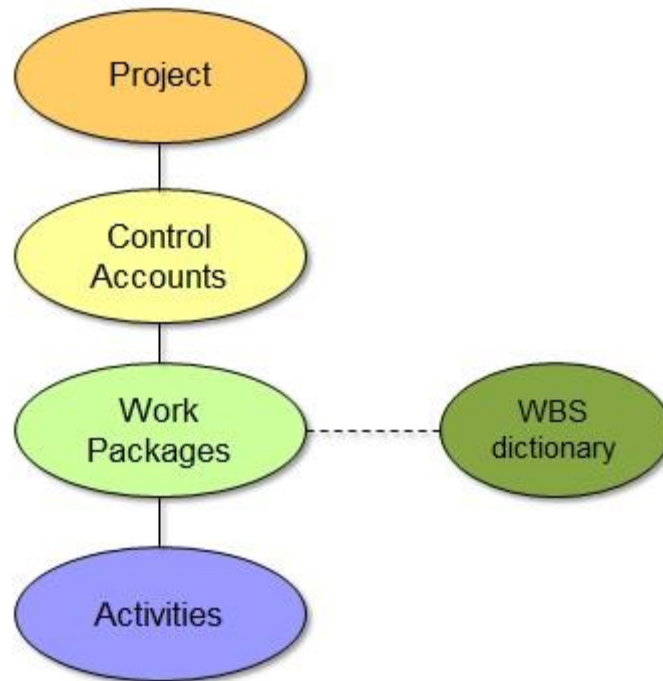 Project
Control
Accounts
Work
Packages
WBS
dictionary
Activities